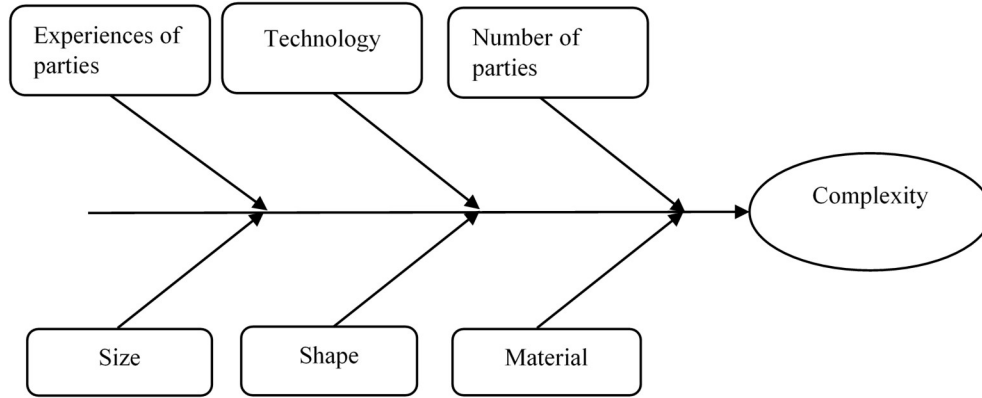 Experiences of
parties
Technology
Number of
parties
Complexity
Size
Shape
Material